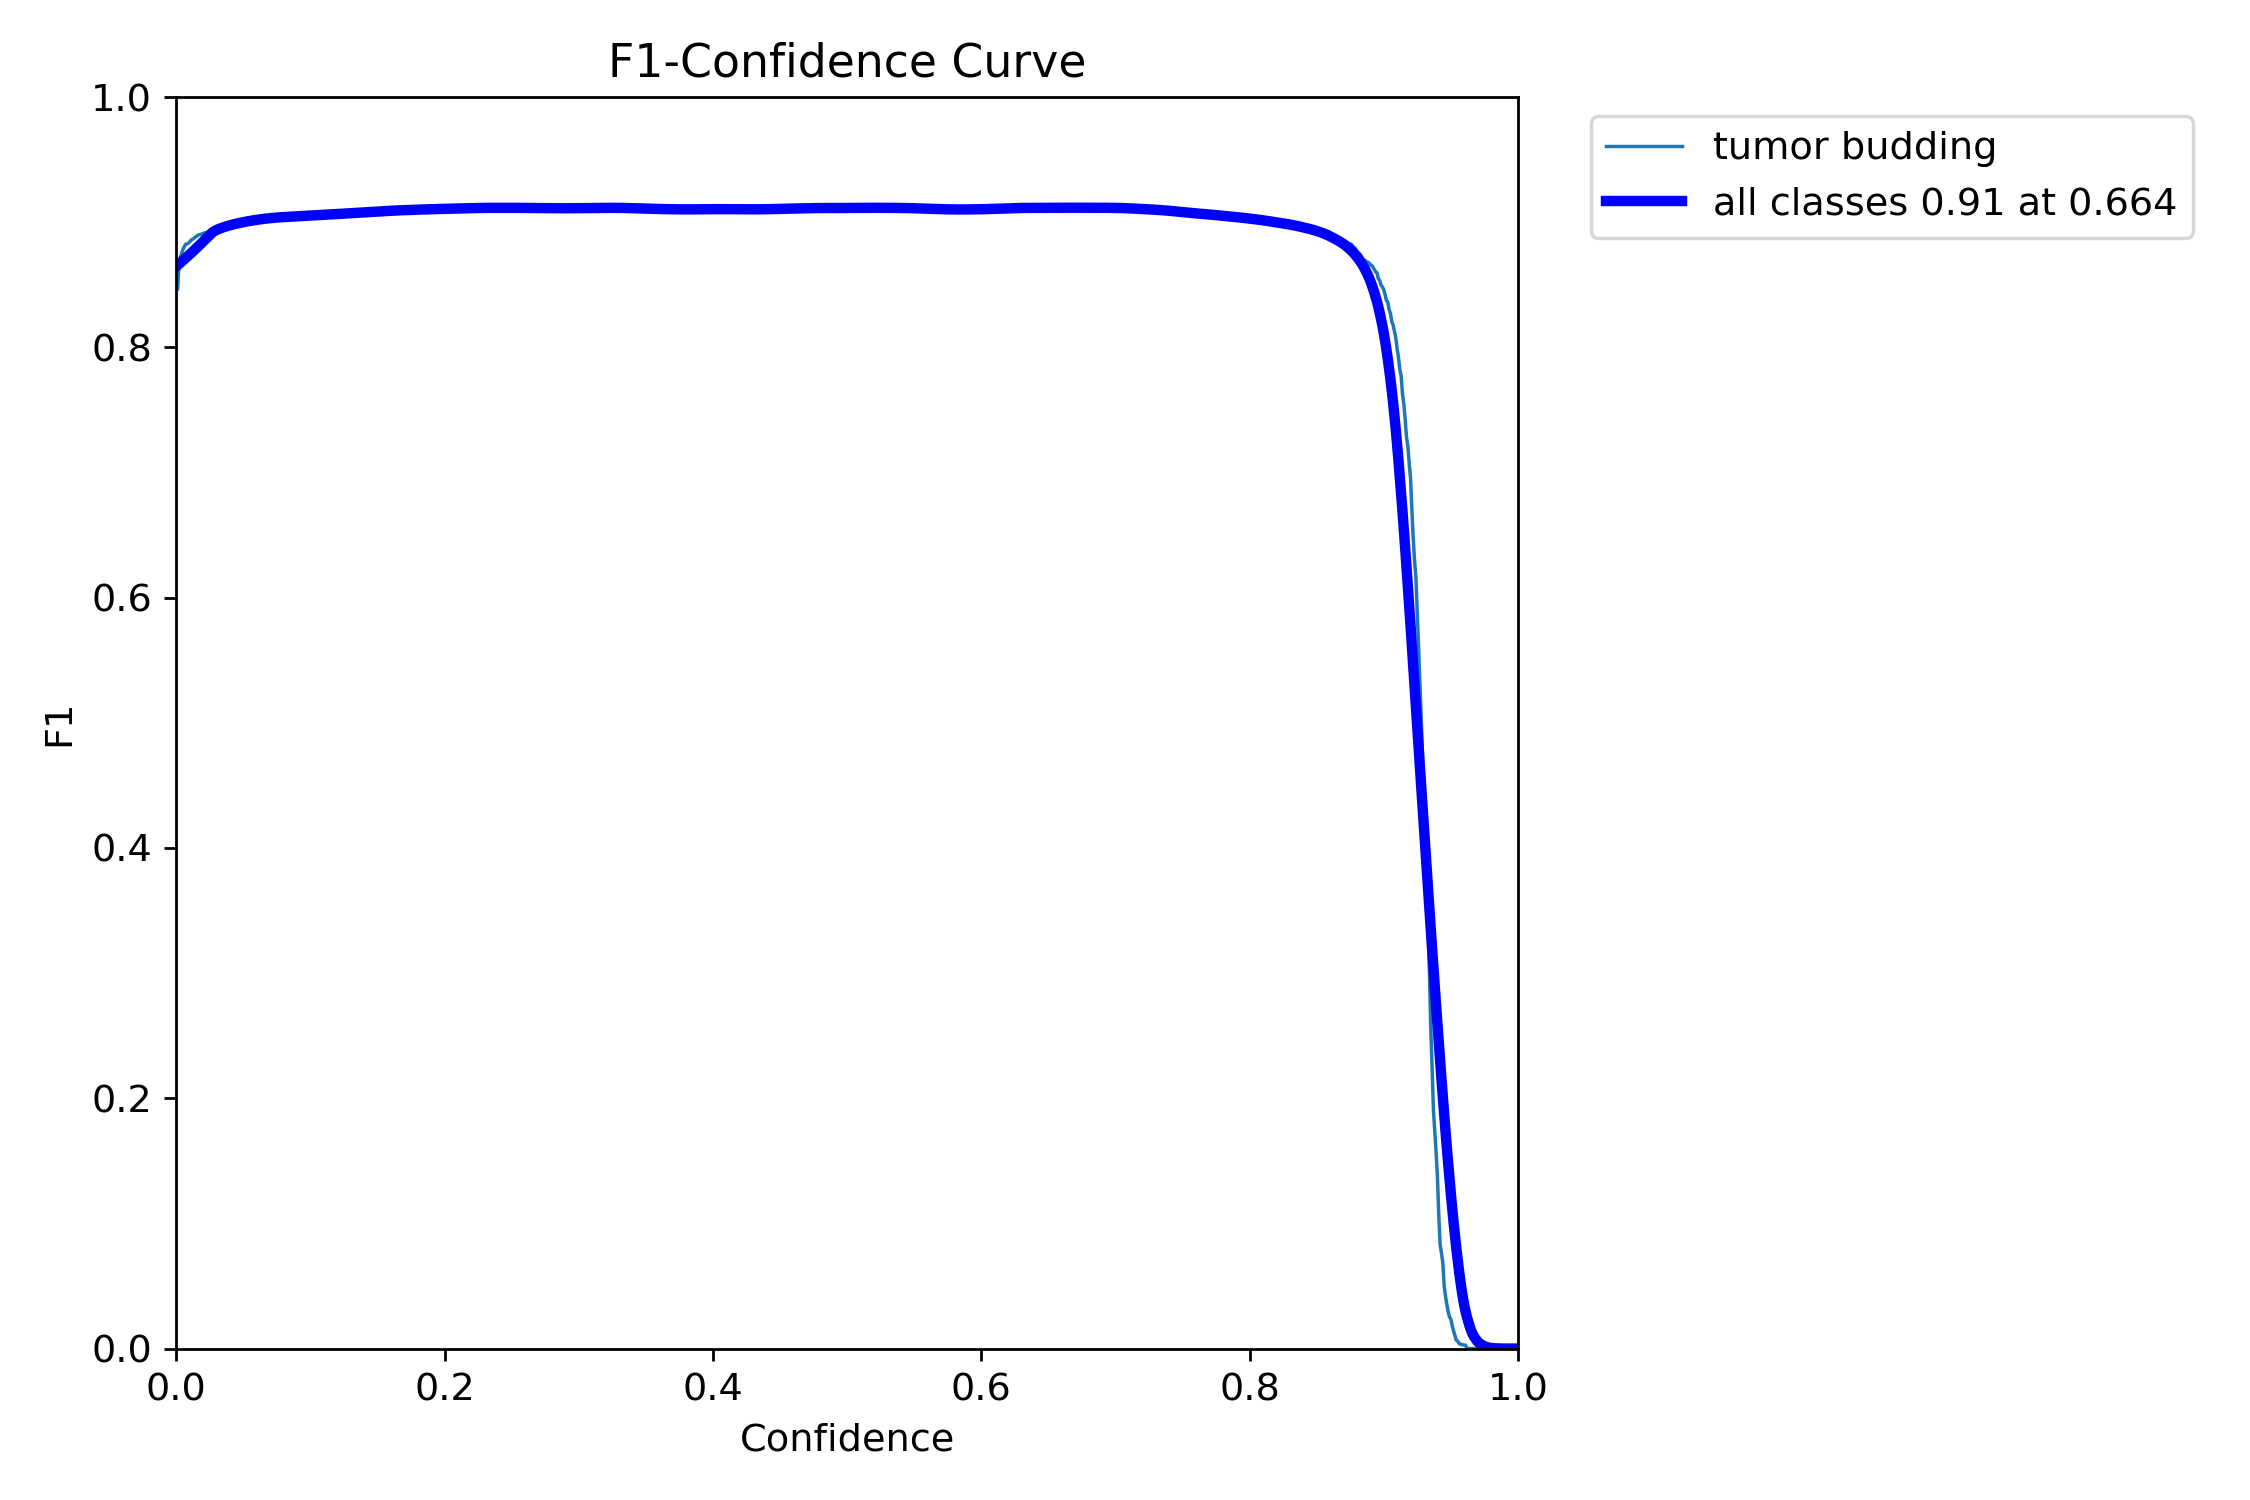 F1-Confidence Curve
1.0
0.8
0.6
0.4
0.2
0.0
F1
0.0 0.2 0.4 0.6 0.8 1.0
Confidence
tumor budding
all classes 0.91 at 0.664